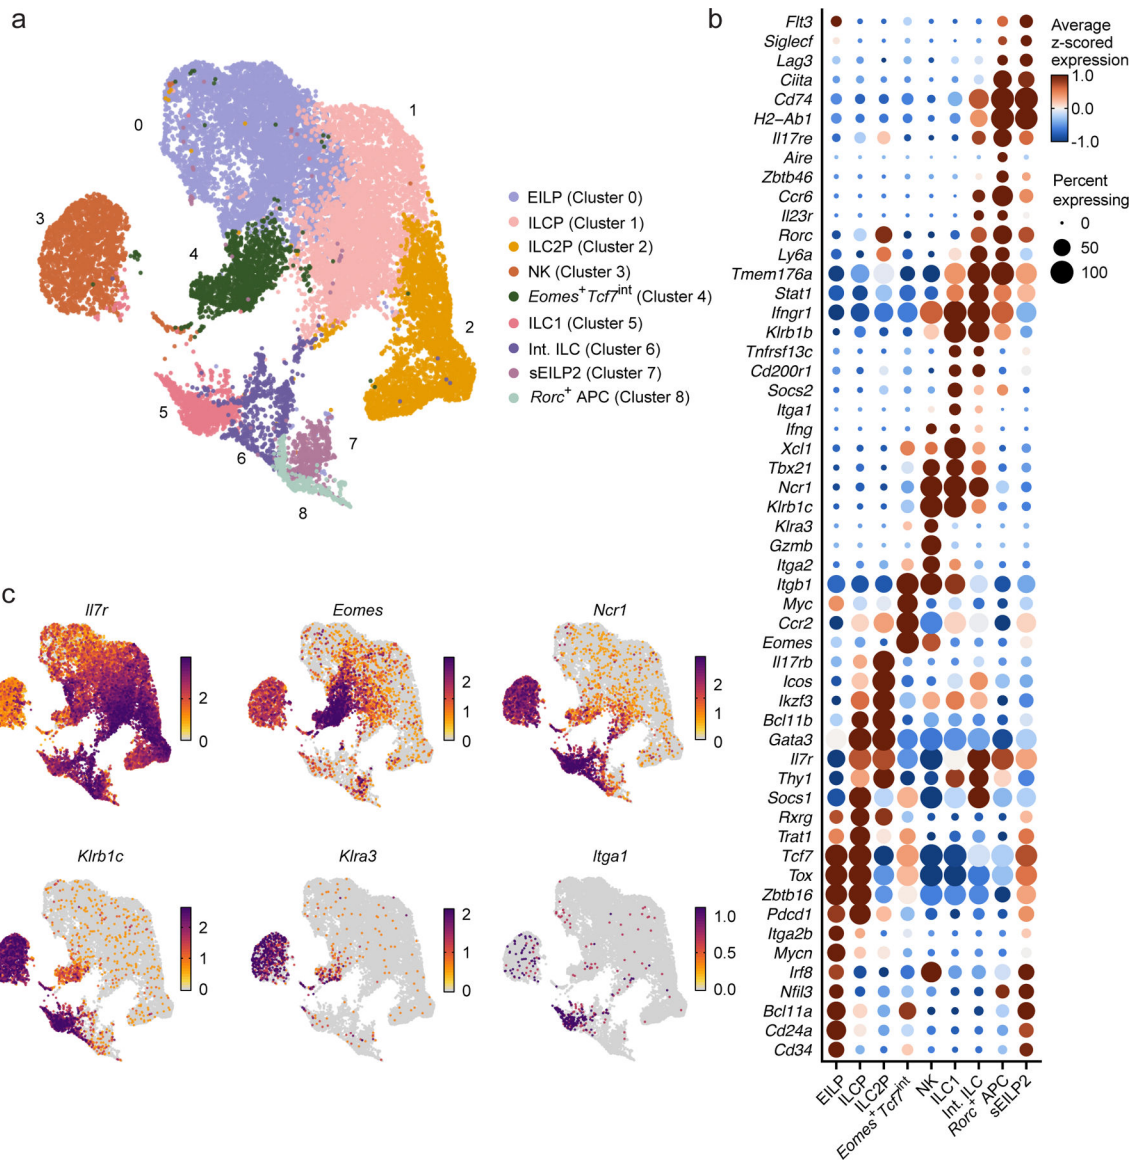 a
0
1
2
3
4
5
6
7
8
EILP (Cluster 0)
ILCP (Cluster 1)
ILC2P (Cluster 2)
NK (Cluster 3)
Eomes⁺Tcf7ⁱⁿᵗ (Cluster 4)
ILC1 (Cluster 5)
Int. ILC (Cluster 6)
sEILP2 (Cluster 7)
Rorc⁺ APC (Cluster 8)
b
Flt3
Siglecf
Lag3
Ciita
Cd74
H2–Ab1
Il17re
Aire
Zbtb46
Ccr6
Il23r
Rorc
Ly6a
Tmem176a
Stat1
Ifngr1
Klrb1b
Tnfrsf13c
Cd200r1
Socs2
Itga1
Ifng
Xcl1
Tbx21
Ncr1
Klrb1c
Klra3
Gzmb
Itga2
Itgb1
Myc
Ccr2
Eomes
Il17rb
Icos
Ikzf3
Bcl11b
Gata3
Il7r
Thy1
Socs1
Rxrg
Trat1
Tcf7
Tox
Zbtb16
Pdcd1
Itga2b
Mycn
Irf8
Nfil3
Bcl11a
Cd24a
Cd34
EILP
ILCP
ILC2P
Eomes⁺Tcf7ⁱⁿᵗ
NK
ILC1
Int. ILC
Rorc⁺ APC
sEILP2
Average
z-scored
expression
1.0
0.0
-1.0
Percent
expressing
0
50
100
c
Il7r
2
0
Eomes
2
1
0
Ncr1
2
1
0
Klrb1c
2
1
0
Klra3
2
1
0
Itga1
1.0
0.5
0.0